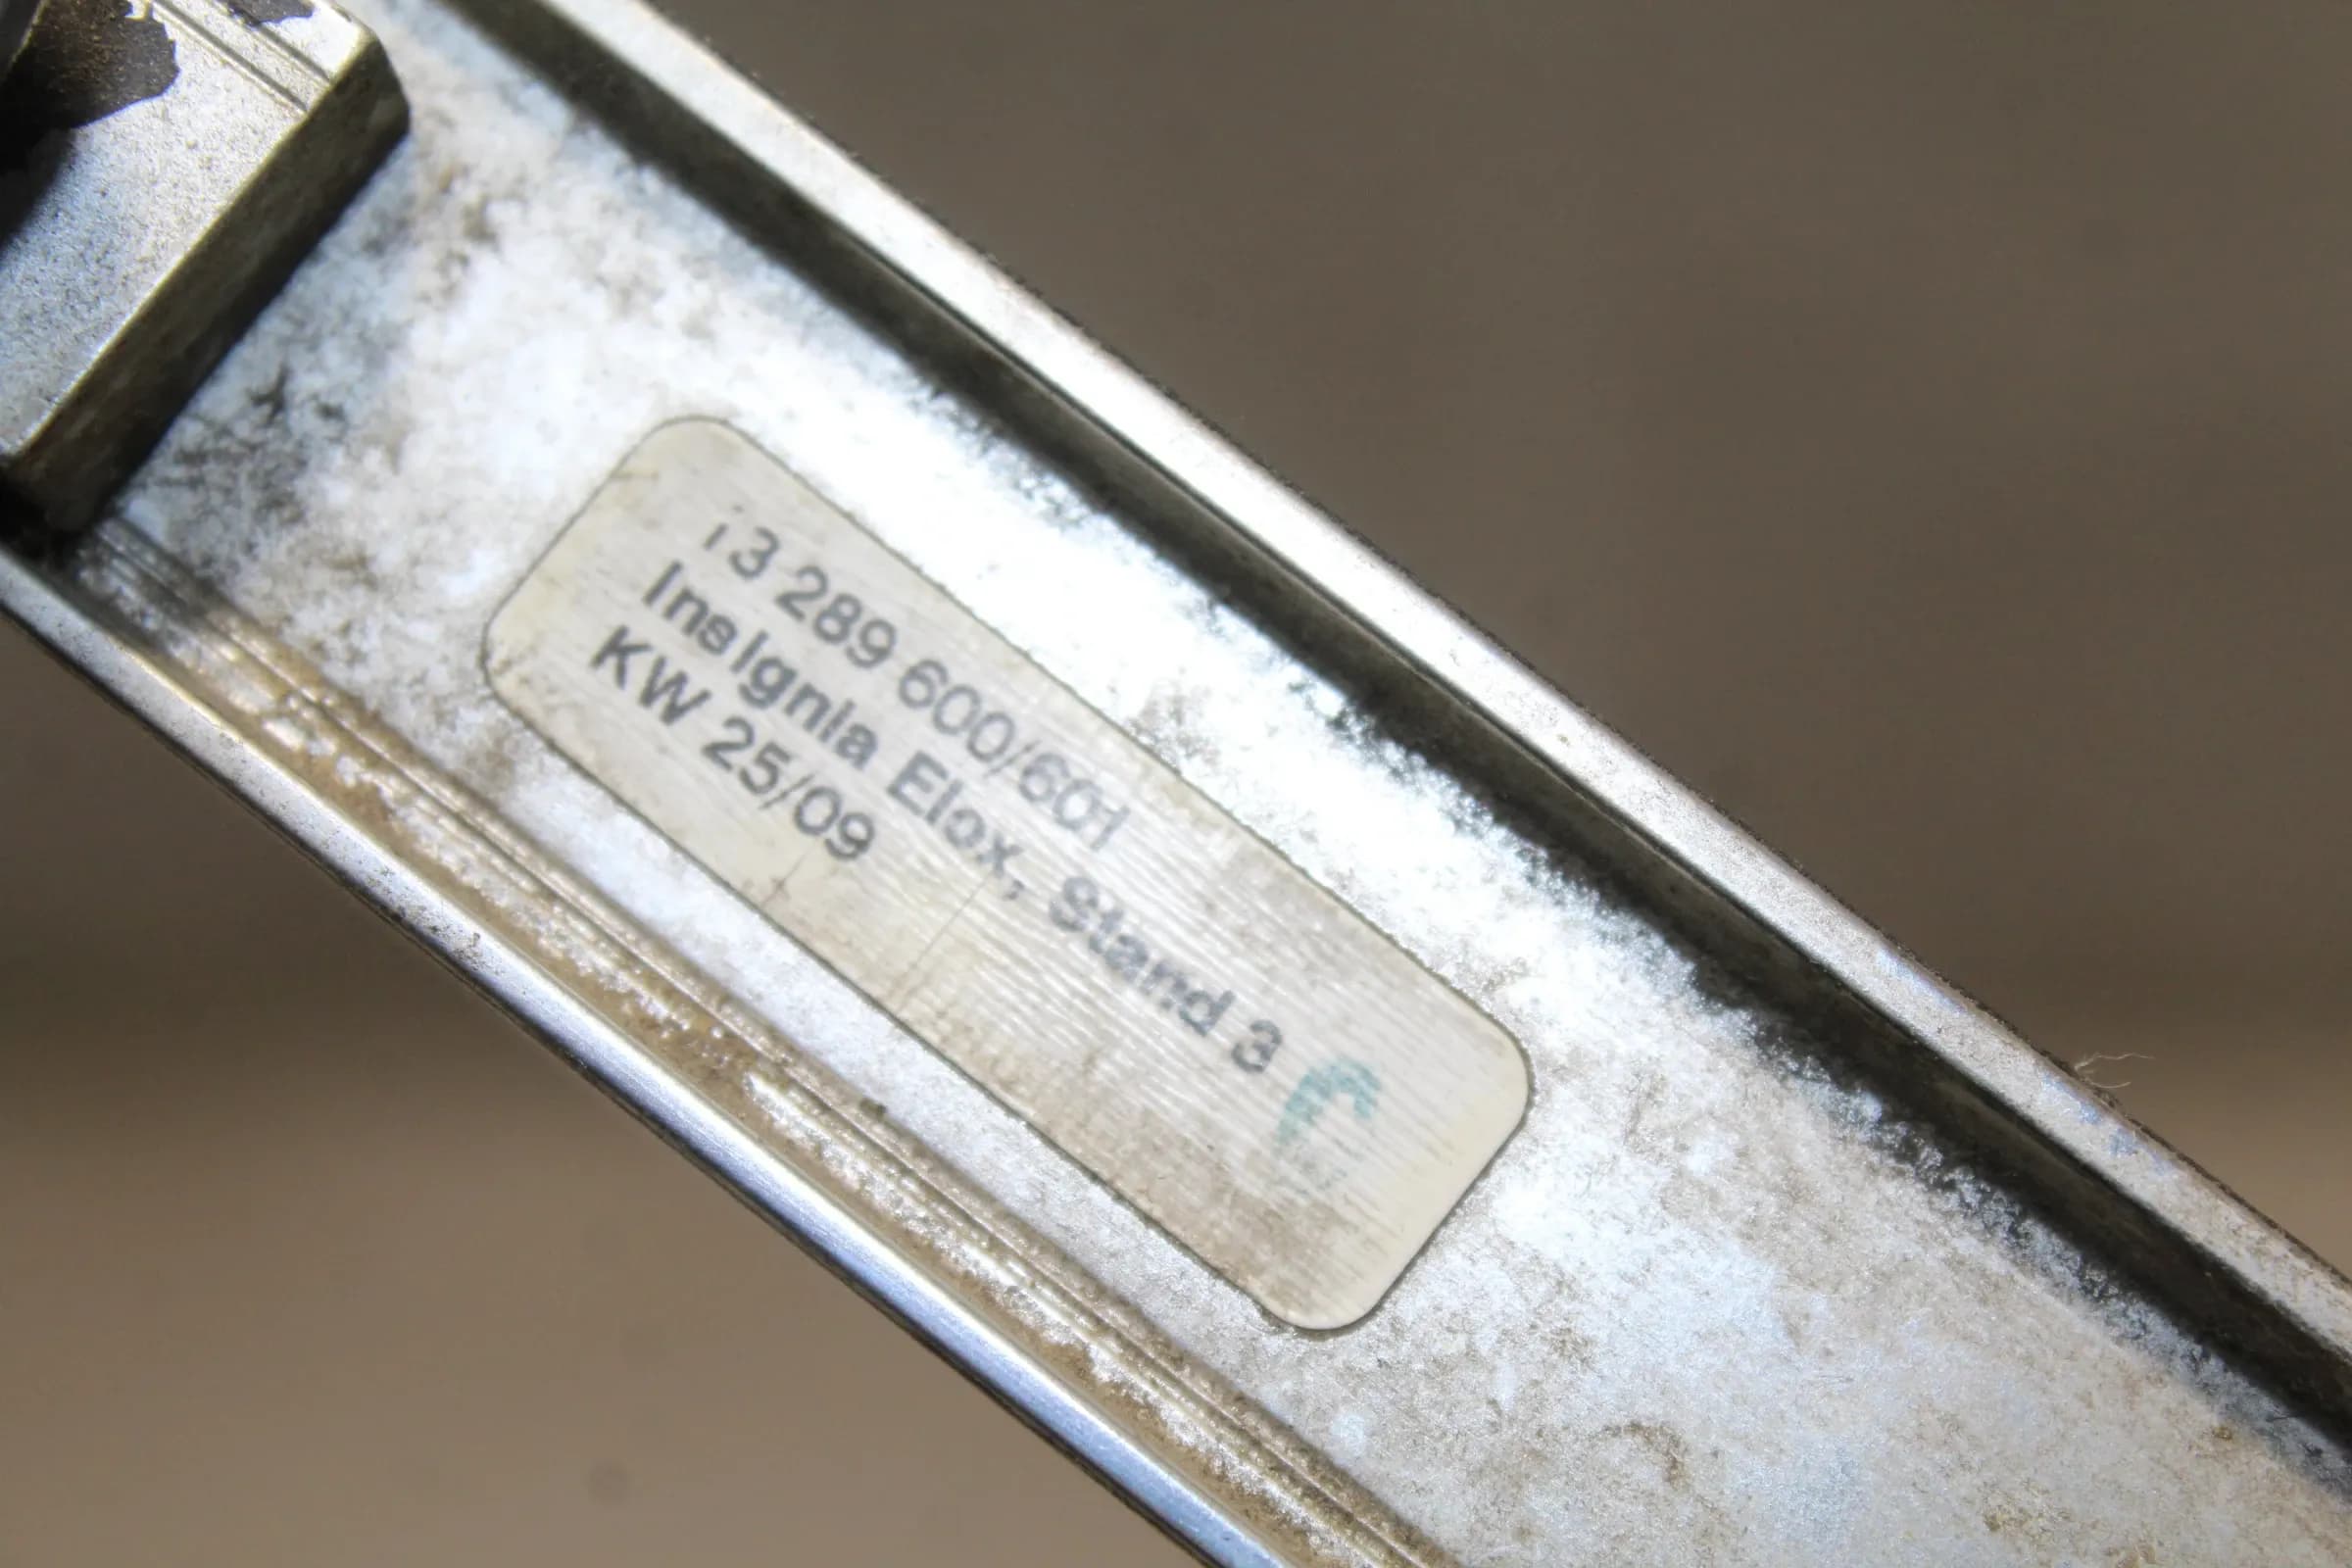 13 289 600/601
Insignia Elox, Stand 3
KW 25/09